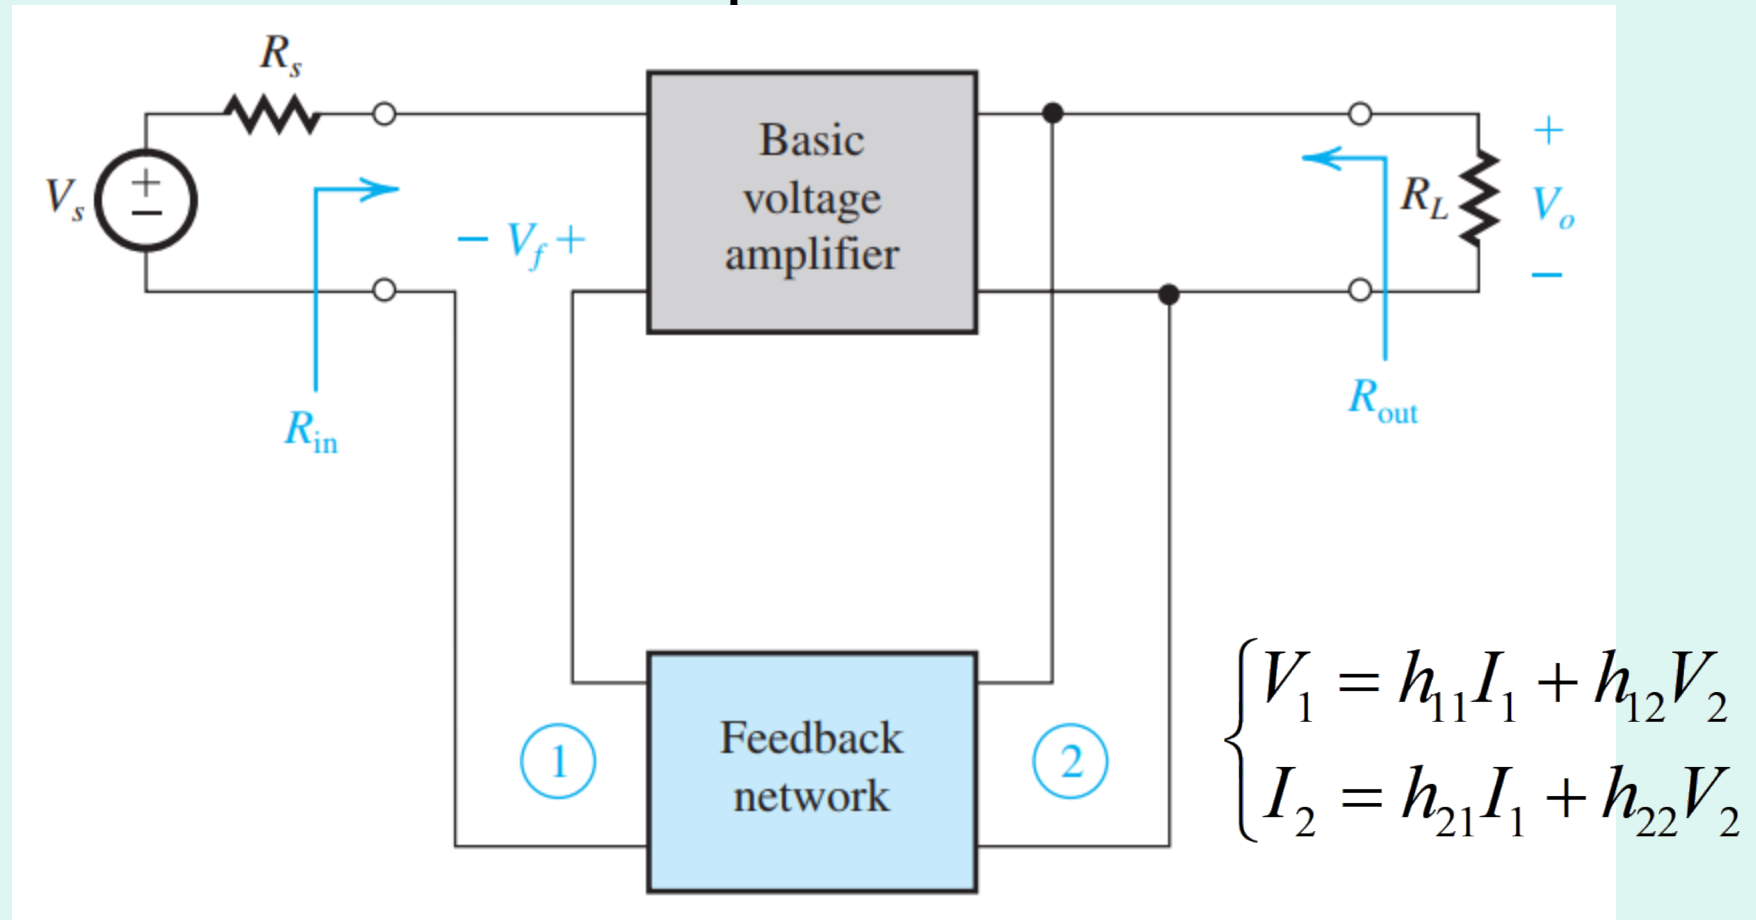 R_s
V_s
+
−
− V_f +
R_in
Basic
voltage
amplifier
R_L
+
V_o
−
R_out
1
Feedback
network
2
V_1 = h_11 I_1 + h_12 V_2
I_2 = h_21 I_1 + h_22 V_2